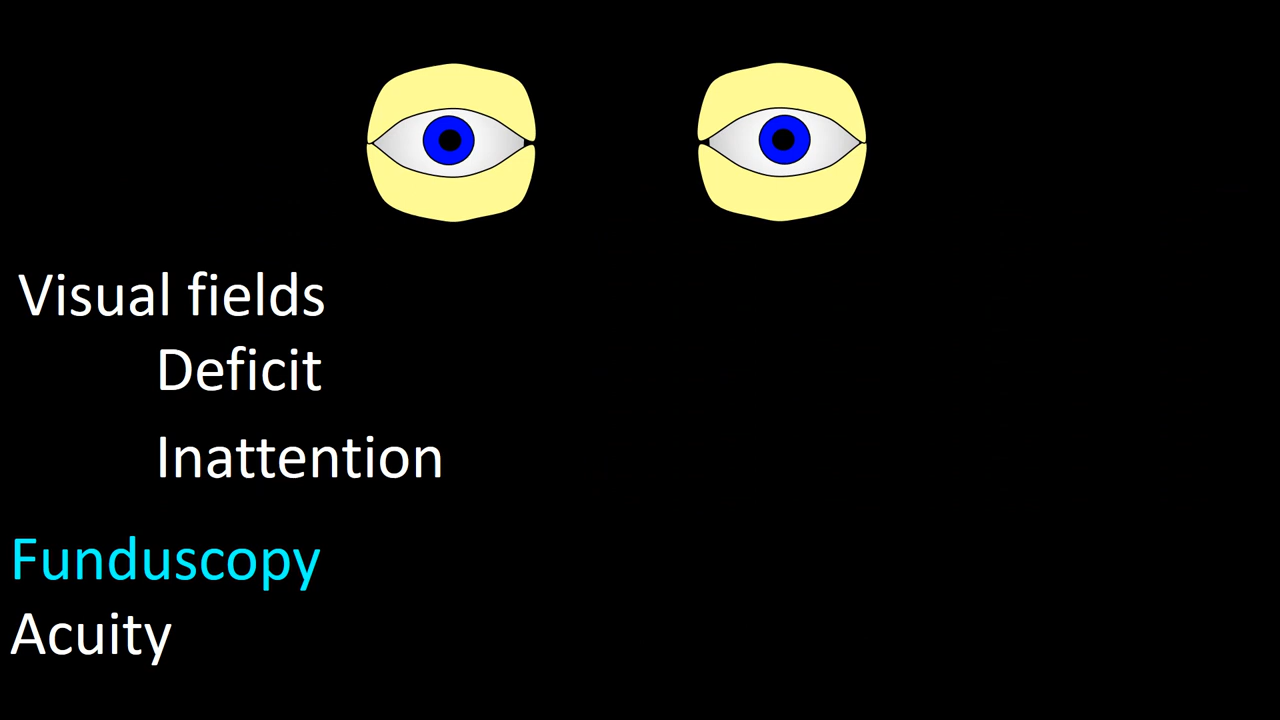 Visual fields
Deficit
Inattention
Funduscopy
Acuity